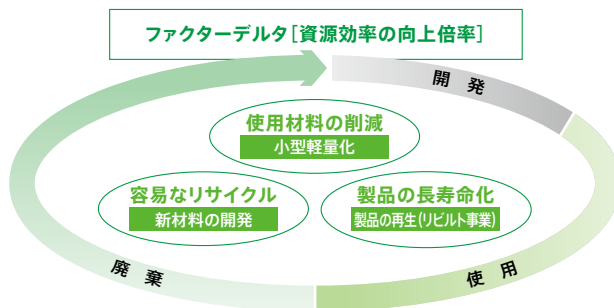 ファクターデルタ[資源効率の向上倍率]
開発
使用材料の削減
小型軽量化
容易なリサイクル
新材料の開発
製品の長寿命化
製品の再生(リビルト事業)
廃棄
使用